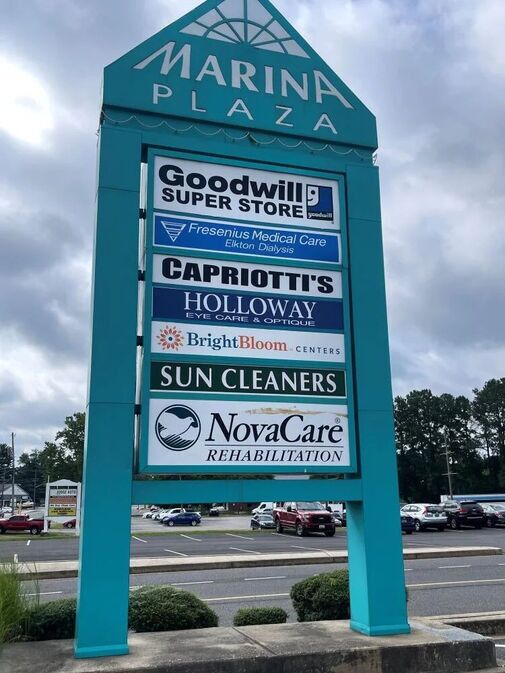 MARINA
PLAZA
Goodwill
SUPER STORE
g
goodwill
Fresenius Medical Care
Elkton Dialysis
CAPRIOTTI'S
HOLLOWAY
EYE CARE & OPTIQUE
BrightBloom CENTERS
SUN CLEANERS
NovaCare®
REHABILITATION